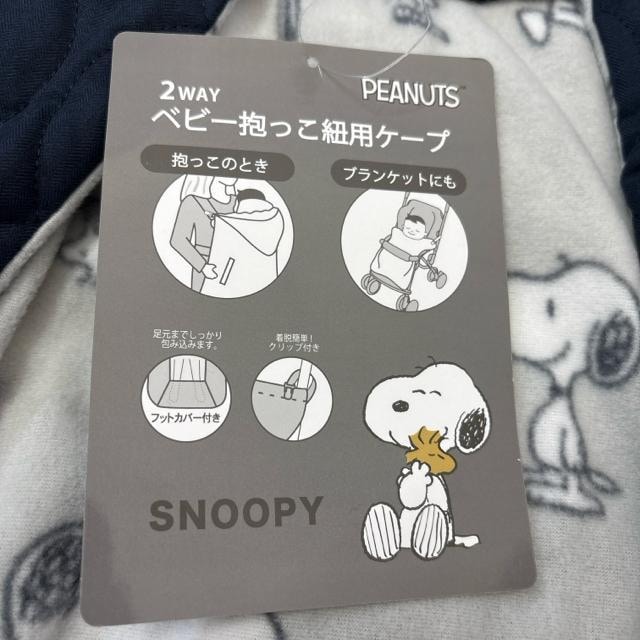 2WAY
PEANUTS™
ベビー抱っこ紐用ケープ
抱っこのとき
ブランケットにも
足元までしっかり
包み込みます。
着脱簡単!
クリップ付き
フットカバー付き
SNOOPY